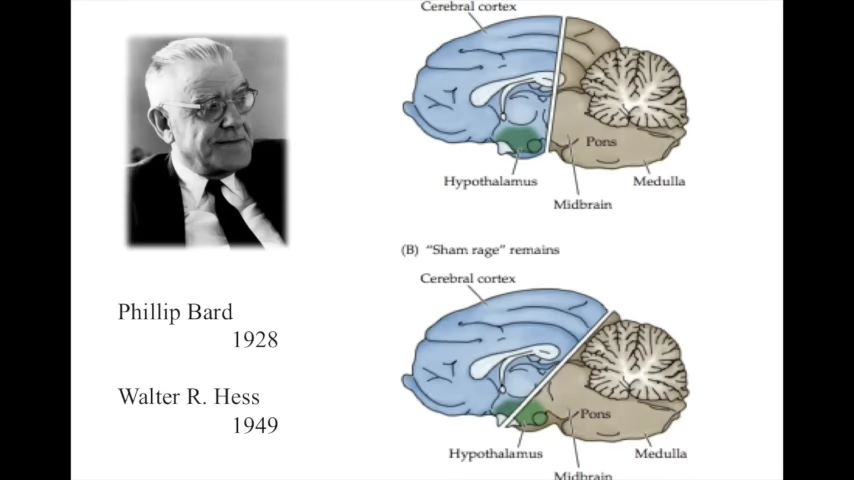 Phillip Bard
1928
Walter R. Hess
1949
Cerebral cortex
Pons
Hypothalamus
Medulla
Midbrain
(B) "Sham rage" remains
Cerebral cortex
Pons
Hypothalamus
Medulla
Midbrain